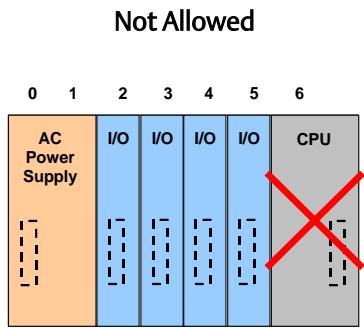 Not Allowed
0 1 2 3 4 5 6
AC I/O I/O I/O I/O CPU
Power
Supply